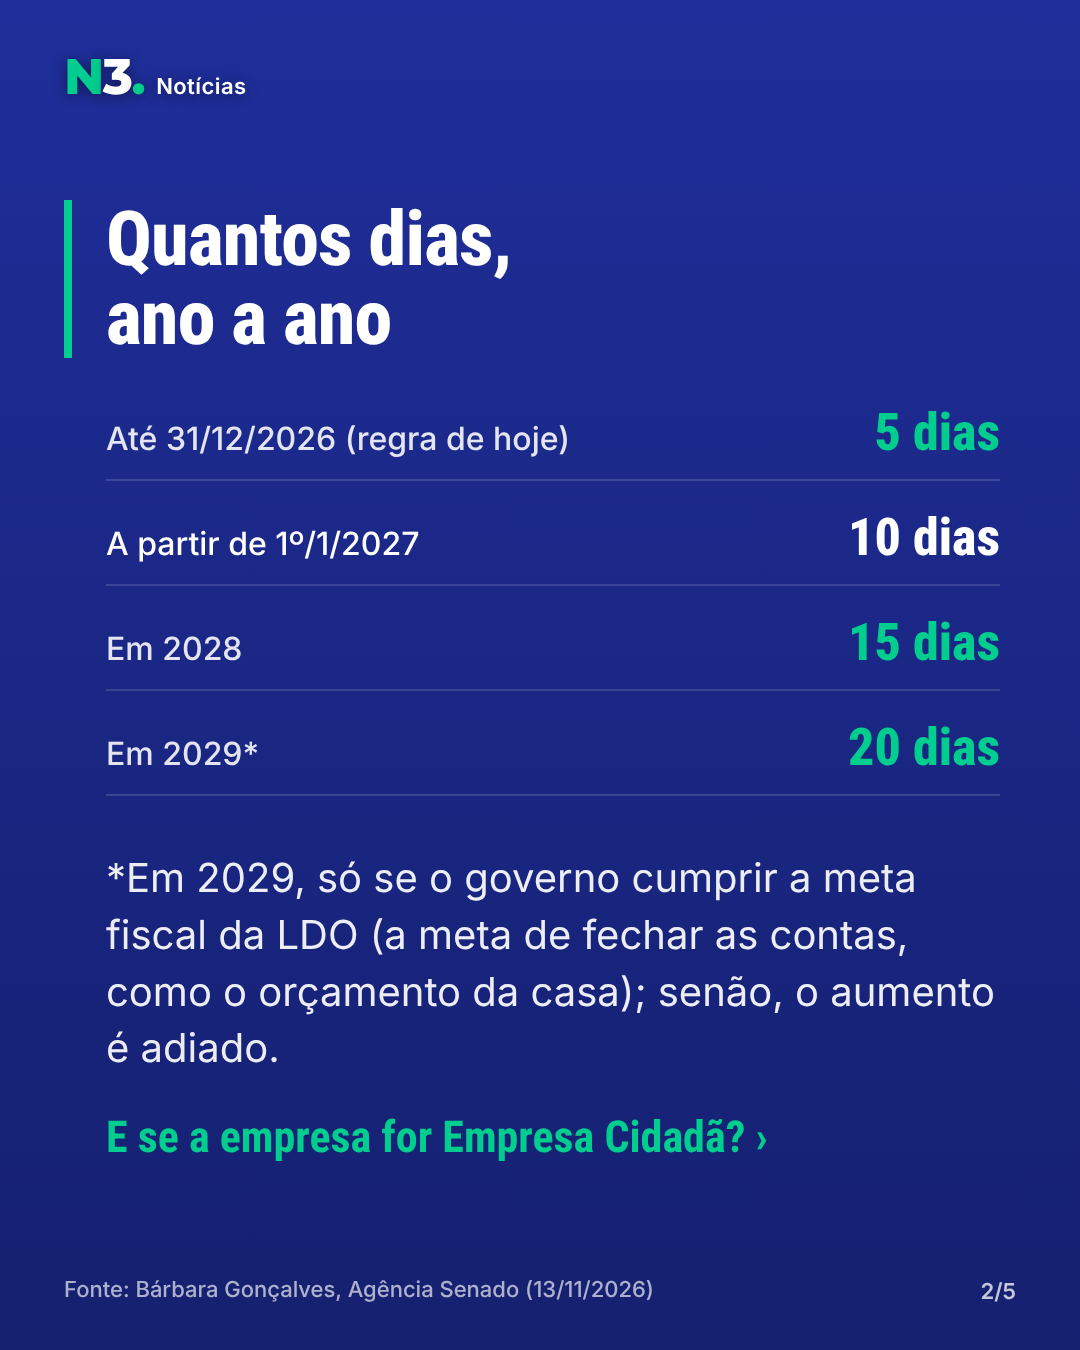 N3. Notícias
Quantos dias,
ano a ano
Até 31/12/2026 (regra de hoje) 5 dias
A partir de 1º/1/2027 10 dias
Em 2028 15 dias
Em 2029* 20 dias
*Em 2029, só se o governo cumprir a meta
fiscal da LDO (a meta de fechar as contas,
como o orçamento da casa); senão, o aumento
é adiado.
E se a empresa for Empresa Cidadã? ›
Fonte: Bárbara Gonçalves, Agência Senado (13/11/2026) 2/5